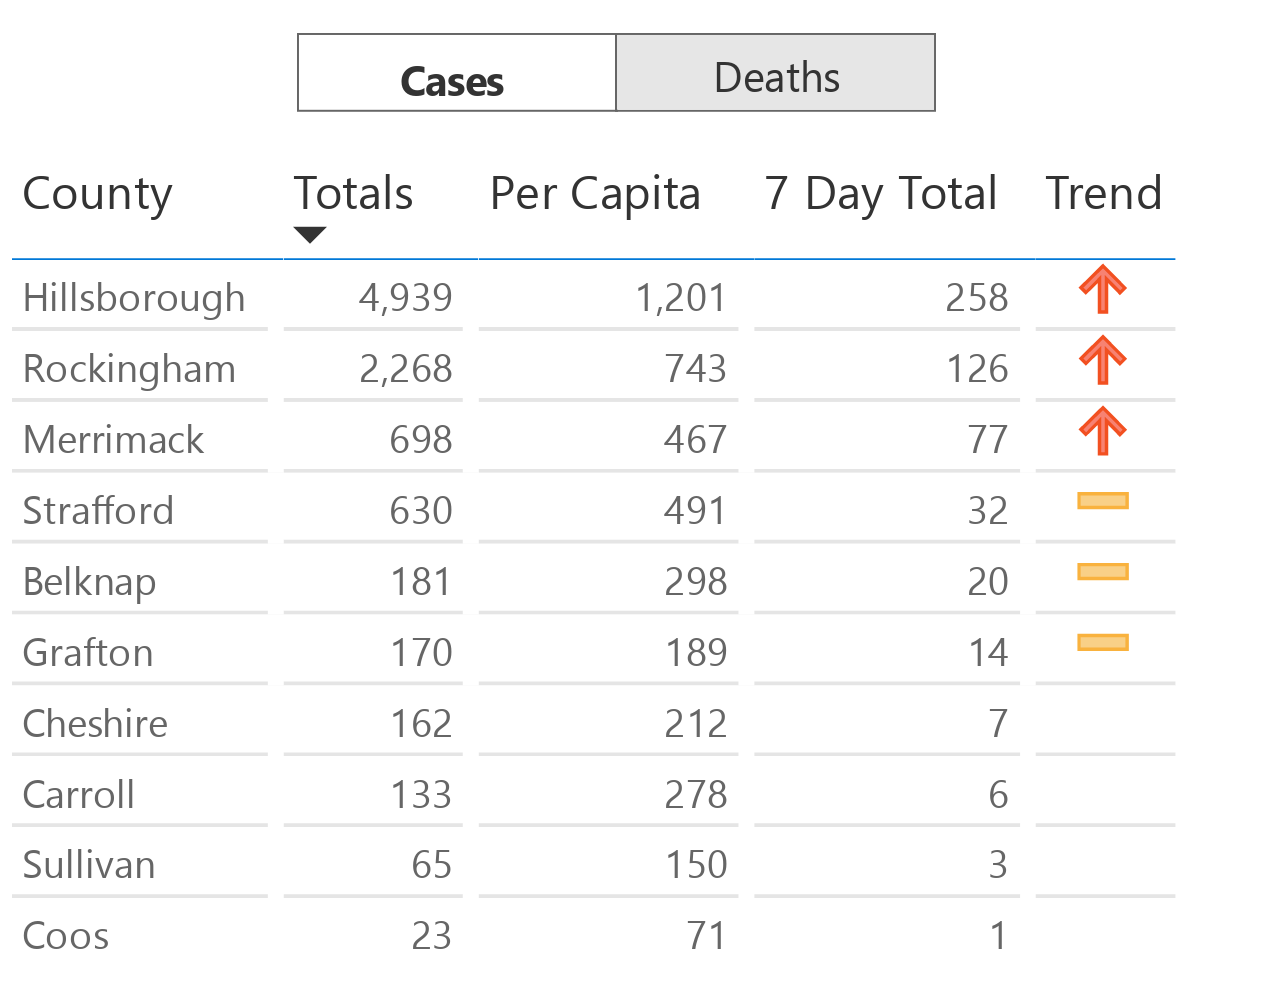 Cases Deaths
County Totals Per Capita 7 Day Total Trend
Hillsborough 4,939 1,201 258
Rockingham 2,268 743 126
Merrimack 698 467 77
Strafford 630 491 32
Belknap 181 298 20
Grafton 170 189 14
Cheshire 162 212 7
Carroll 133 278 6
Sullivan 65 150 3
Coos 23 71 1